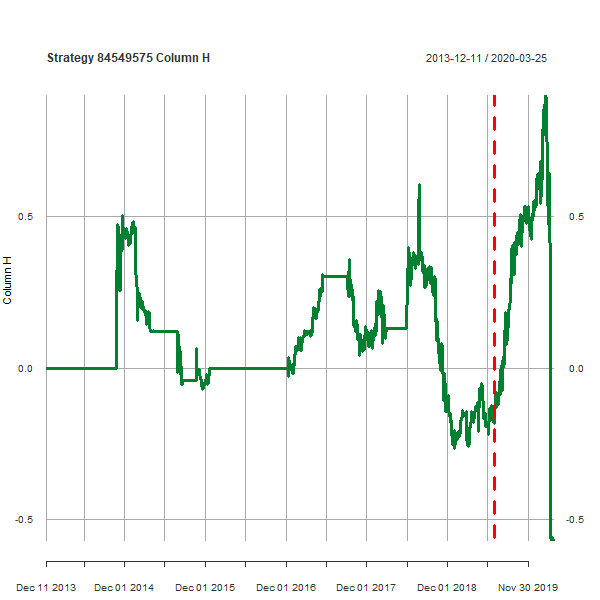 Strategy 84549575 Column H
2013-12-11 / 2020-03-25
0.5
0.5
Column H
0.0
0.0
-0.5
-0.5
Dec 11 2013
Dec 01 2014
Dec 01 2015
Dec 01 2016
Dec 01 2017
Dec 01 2018
Nov 30 2019